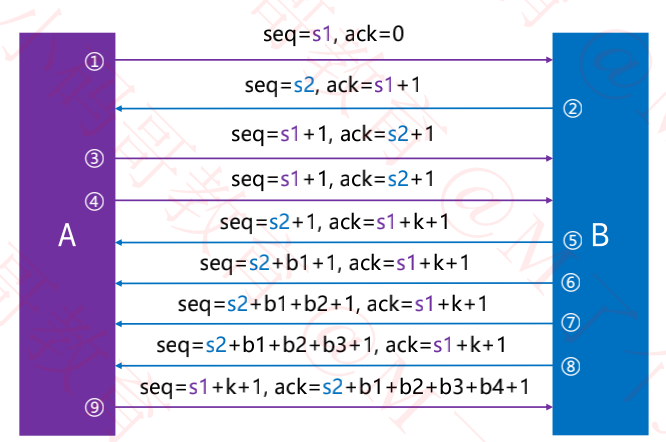 seq=s1, ack=0
①
seq=s2, ack=s1+1
②
seq=s1+1, ack=s2+1
③
seq=s1+1, ack=s2+1
④
A
B
seq=s2+1, ack=s1+k+1
⑤
seq=s2+b1+1, ack=s1+k+1
⑥
seq=s2+b1+b2+1, ack=s1+k+1
⑦
seq=s2+b1+b2+b3+1, ack=s1+k+1
⑧
seq=s1+k+1, ack=s2+b1+b2+b3+b4+1
⑨